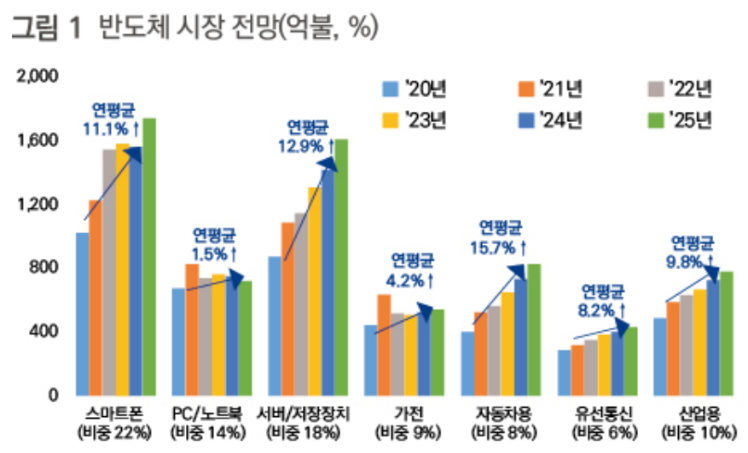 그림 1 반도체 시장 전망(억불, %)
2,000
1,600
1,200
800
400
0
'20년 '21년 '22년
'23년 '24년 '25년
연평균
11.1%↑
연평균
1.5%↑
연평균
12.9%↑
연평균
4.2%↑
연평균
15.7%↑
연평균
8.2%↑
연평균
9.8%↑
스마트폰
(비중 22%)
PC/노트북
(비중 14%)
서버/저장장치
(비중 18%)
가전
(비중 9%)
자동차용
(비중 8%)
유선통신
(비중 6%)
산업용
(비중 10%)